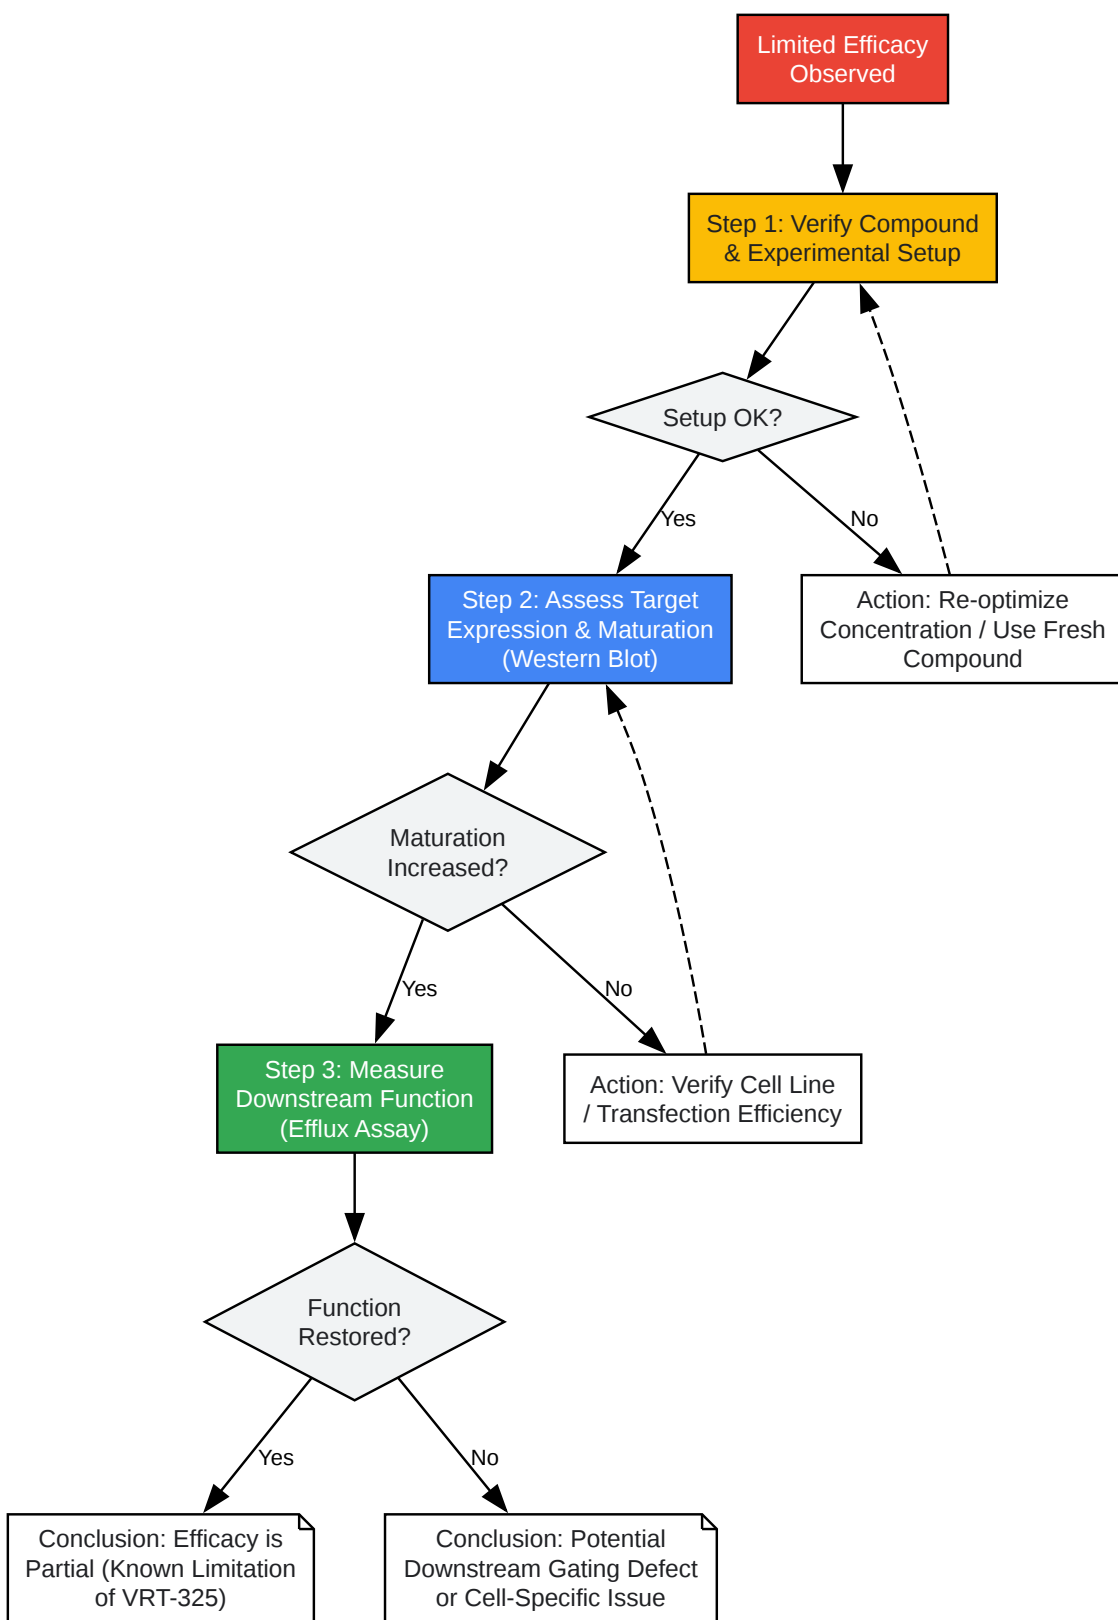 Limited Efficacy
Observed
Step 1: Verify Compound
& Experimental Setup
Setup OK?
Yes
No
Step 2: Assess Target
Expression & Maturation
(Western Blot)
Action: Re-optimize
Concentration / Use Fresh
Compound
Maturation
Increased?
Yes
No
Step 3: Measure
Downstream Function
(Efflux Assay)
Action: Verify Cell Line
/ Transfection Efficiency
Function
Restored?
Yes
No
Conclusion: Efficacy is
Partial (Known Limitation
of VRT-325)
Conclusion: Potential
Downstream Gating Defect
or Cell-Specific Issue